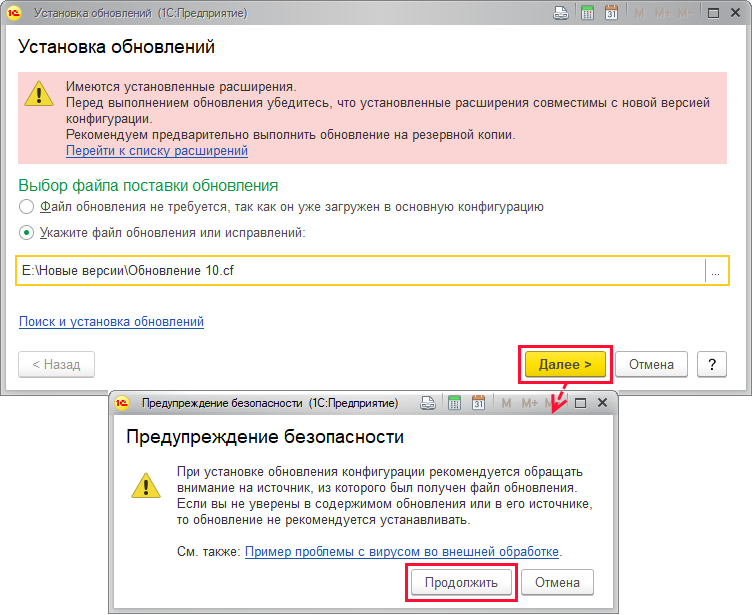 Установка обновлений (1С:Предприятие)
31
M M+ M-
Установка обновлений
Имеются установленные расширения.
Перед выполнением обновления убедитесь, что установленные расширения совместимы с новой версией
конфигурации.
Рекомендуем предварительно выполнить обновление на резервной копии.
Перейти к списку расширений
Выбор файла поставки обновления
Файл обновления не требуется, так как он уже загружен в основную конфигурацию
Укажите файл обновления или исправлений:
E:\Новые версии\Обновление 10.cf
...
Поиск и установка обновлений
< Назад
Далее >
Отмена
?
Предупреждение безопасности (1С:Предприятие)
31
M M+
Предупреждение безопасности
При установке обновления конфигурации рекомендуется обращать
внимание на источник, из которого был получен файл обновления.
Если вы не уверены в содержимом обновления или в его источнике,
то обновление не рекомендуется устанавливать.
См. также: Пример проблемы с вирусом во внешней обработке.
Продолжить
Отмена